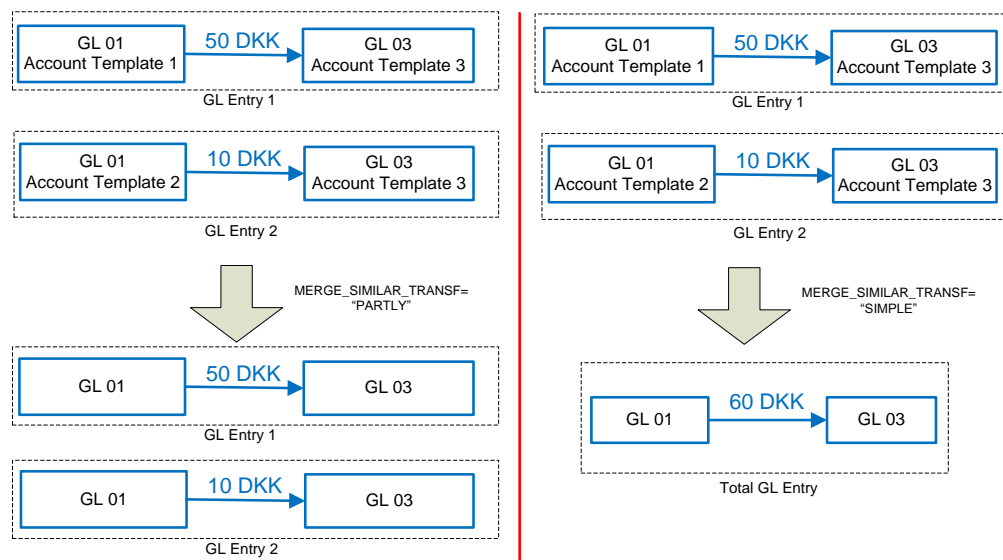 GL 01
Account Template 1
50 DKK
GL 03
Account Template 3
GL Entry 1
GL 01
Account Template 2
10 DKK
GL 03
Account Template 3
GL Entry 2
MERGE_SIMILAR_TRANSF=
“PARTLY”
GL 01
50 DKK
GL 03
GL Entry 1
GL 01
10 DKK
GL 03
GL Entry 2
GL 01
Account Template 1
50 DKK
GL 03
Account Template 3
GL Entry 1
GL 01
Account Template 2
10 DKK
GL 03
Account Template 3
GL Entry 2
MERGE_SIMILAR_TRANSF=
“SIMPLE”
GL 01
60 DKK
GL 03
Total GL Entry